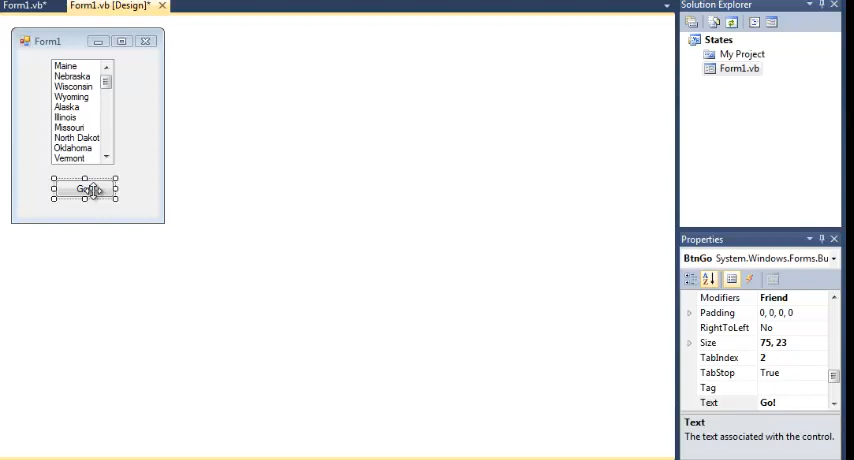 Form1.vb*
Form1.vb [Design]*
Form1
Maine
Nebraska
Wisconsin
Wyoming
Alaska
Illinois
Missouri
North Dakot
Oklahoma
Vermont
Solution Explorer
States
My Project
Form1.vb
Properties
BtnGo System.Windows.Forms.Bu
Modifiers Friend
Padding 0, 0, 0, 0
RightToLeft No
Size 75, 23
TabIndex 2
TabStop True
Tag
Text Go!
Text
The text associated with the control.